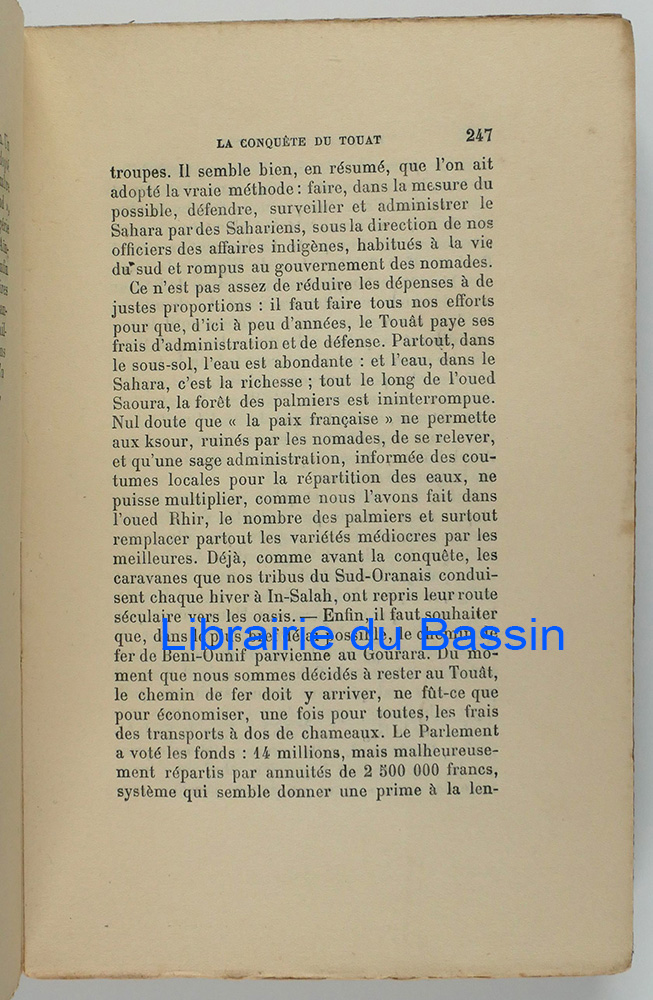 LA CONQUÊTE DU TOUAT 247
troupes. Il semble bien, en résumé, que l'on ait
adopté la vraie méthode : faire, dans la mesure du
possible, défendre, surveiller et administrer le
Sahara par des Sahariens, sous la direction de nos
officiers des affaires indigènes, habitués à la vie
du sud et rompus au gouvernement des nomades.
Ce n'est pas assez de réduire les dépenses à de
justes proportions : il faut faire tous nos efforts
pour que, d'ici à peu d'années, le Touât paye ses
frais d'administration et de défense. Partout, dans
le sous-sol, l'eau est abondante : et l'eau, dans le
Sahara, c'est la richesse ; tout le long de l'oued
Saoura, la forêt des palmiers est ininterrompue.
Nul doute que « la paix française » ne permette
aux ksour, ruinés par les nomades, de se relever,
et qu'une sage administration, informée des cou-
tumes locales pour la répartition des eaux, ne
puisse multiplier, comme nous l'avons fait dans
l'oued Rhir, le nombre des palmiers et surtout
remplacer partout les variétés médiocres par les
meilleures. Déjà, comme avant la conquête, les
caravanes que nos tribus du Sud-Oranais condui-
sent chaque hiver à In-Salah, ont repris leur route
séculaire vers les oasis. — Enfin, il faut souhaiter
que, dans le plus bref délai possible, le chemin de
Librairie du Bassin
fer de Beni-Ounif parvienne au Gourara. Du mo-
ment que nous sommes décidés à rester au Touât,
le chemin de fer doit y arriver, ne fût-ce que
pour économiser, une fois pour toutes, les frais
des transports à dos de chameaux. Le Parlement
a voté les fonds : 14 millions, mais malheureuse-
ment répartis par annuités de 2 500 000 francs,
système qui semble donner une prime à la len-